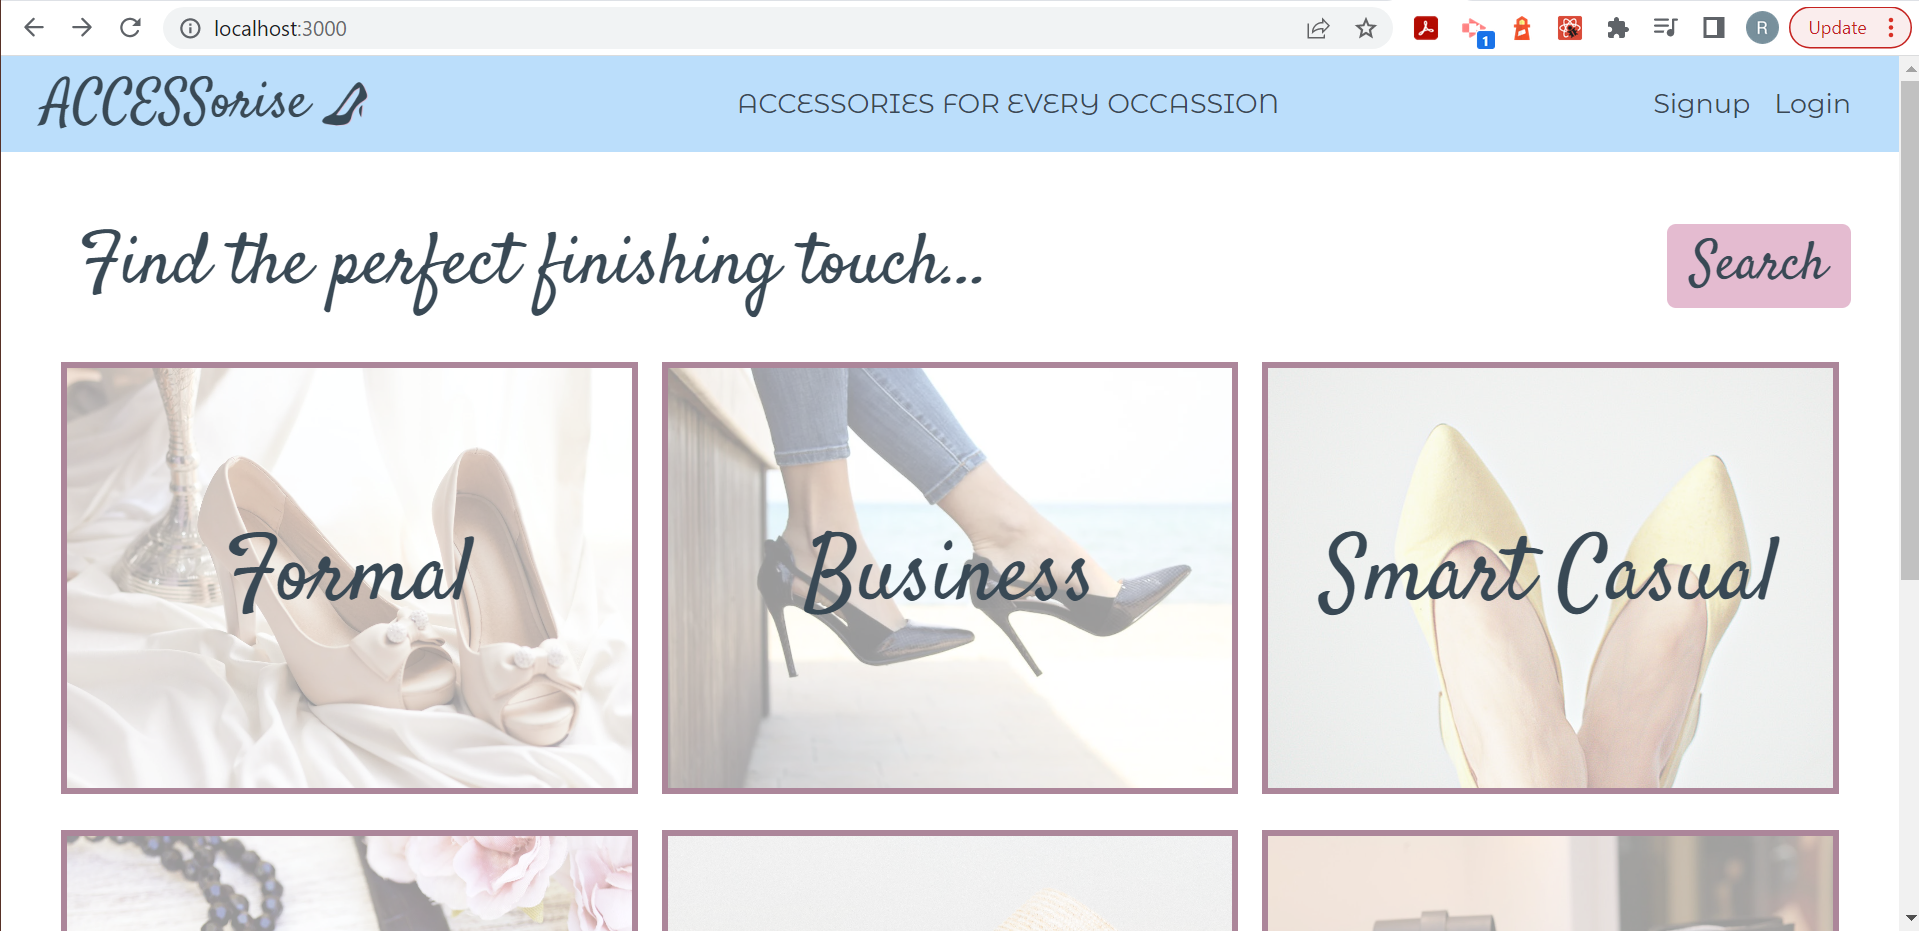 localhost:3000
1
R
Update
ACCESSorise
ACCESSORIES FOR EVERY OCCASSION
Signup
Login
Find the perfect finishing touch...
Search
Formal
Business
Smart Casual